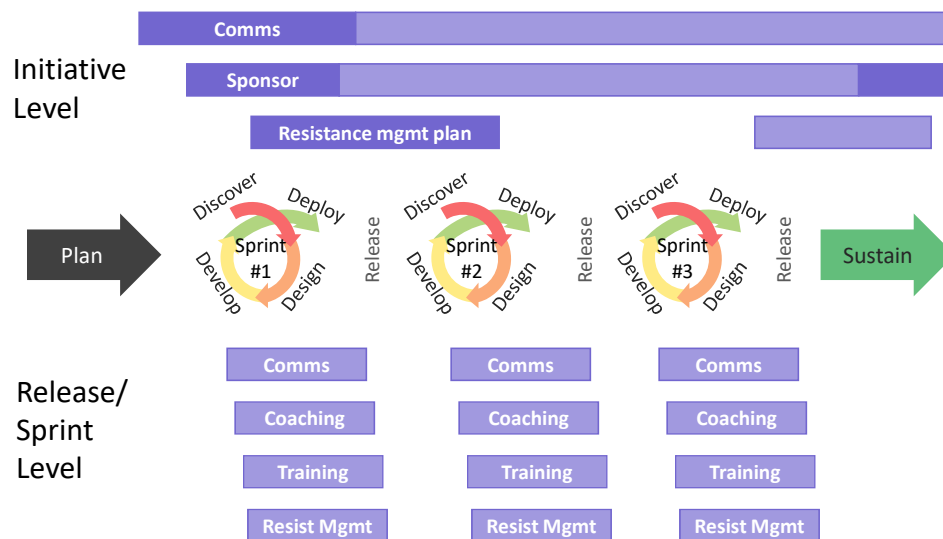 Comms
Initiative
Level
Sponsor
Resistance mgmt plan
Plan
Discover
Deploy
Sprint
#1
Develop
Design
Release
Discover
Deploy
Sprint
#2
Develop
Design
Release
Discover
Deploy
Sprint
#3
Develop
Design
Release
Sustain
Release/
Sprint
Level
Comms
Comms
Comms
Coaching
Coaching
Coaching
Training
Training
Training
Resist Mgmt
Resist Mgmt
Resist Mgmt